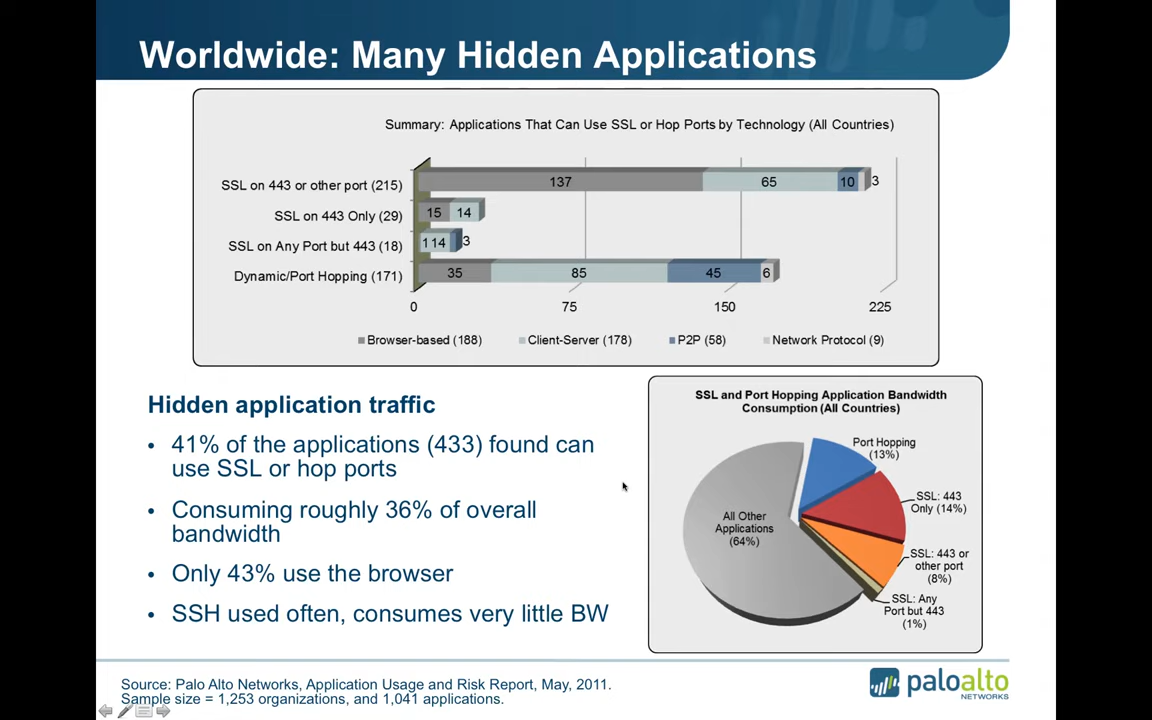 Worldwide: Many Hidden Applications
Summary: Applications That Can Use SSL or Hop Ports by Technology (All Countries)
SSL on 443 or other port (215)
137
65
10
3
SSL on 443 Only (29)
15
14
SSL on Any Port but 443 (18)
1
14
3
Dynamic/Port Hopping (171)
35
85
45
6
0
75
150
225
Browser-based (188)
Client-Server (178)
P2P (58)
Network Protocol (9)
Hidden application traffic
• 41% of the applications (433) found can
use SSL or hop ports
• Consuming roughly 36% of overall
bandwidth
• Only 43% use the browser
• SSH used often, consumes very little BW
SSL and Port Hopping Application Bandwidth
Consumption (All Countries)
Port Hopping
(13%)
SSL: 443
Only (14%)
All Other
Applications
(64%)
SSL: 443 or
other port
(8%)
SSL: Any
Port but 443
(1%)
Source: Palo Alto Networks, Application Usage and Risk Report, May, 2011.
Sample size = 1,253 organizations, and 1,041 applications.
paloalto
NETWORKS